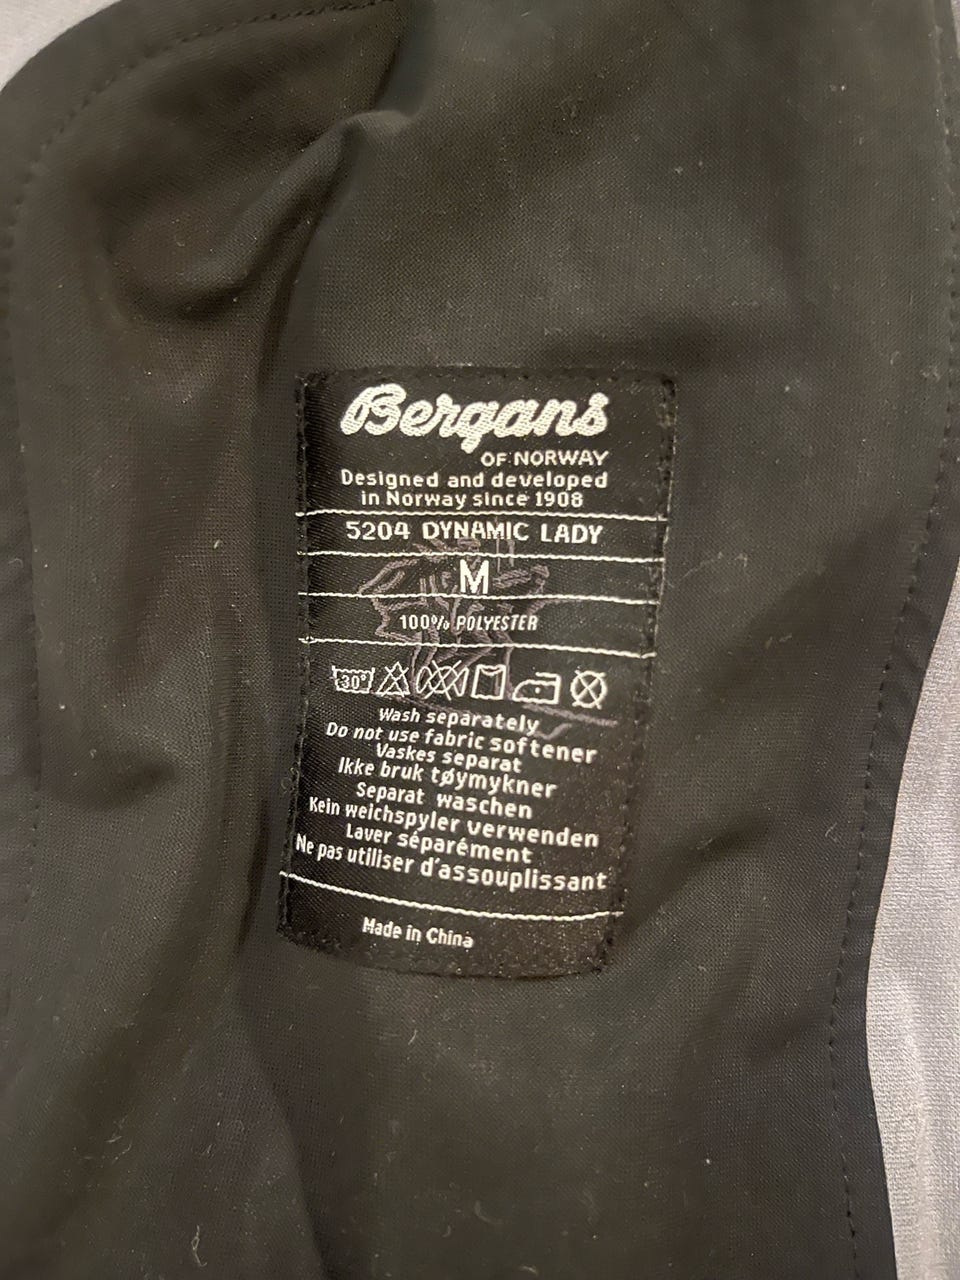 Bergans
OF NORWAY
Designed and developed
in Norway since 1908
5204 DYNAMIC LADY
M
100% POLYESTER
30°
Wash separately
Do not use fabric softener
Vaskes separat
Ikke bruk tøymykner
Separat waschen
Kein weichspyler verwenden
Laver séparément
Ne pas utiliser d'assouplissant
Made in China